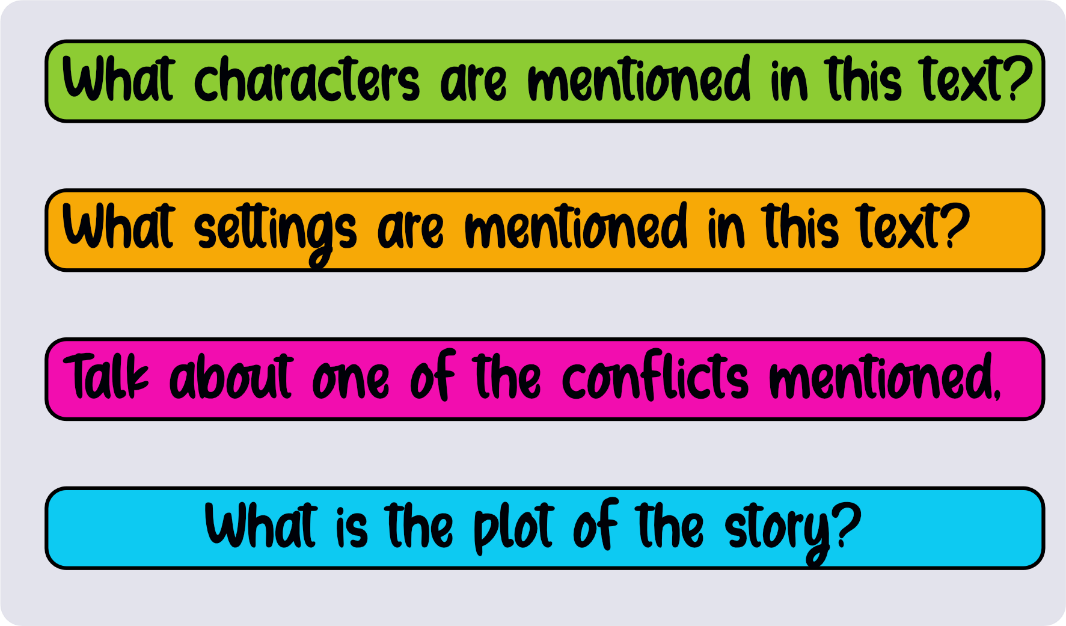 What characters are mentioned in this text?
What settings are mentioned in this text?
Talk about one of the conflicts mentioned,
What is the plot of the story?